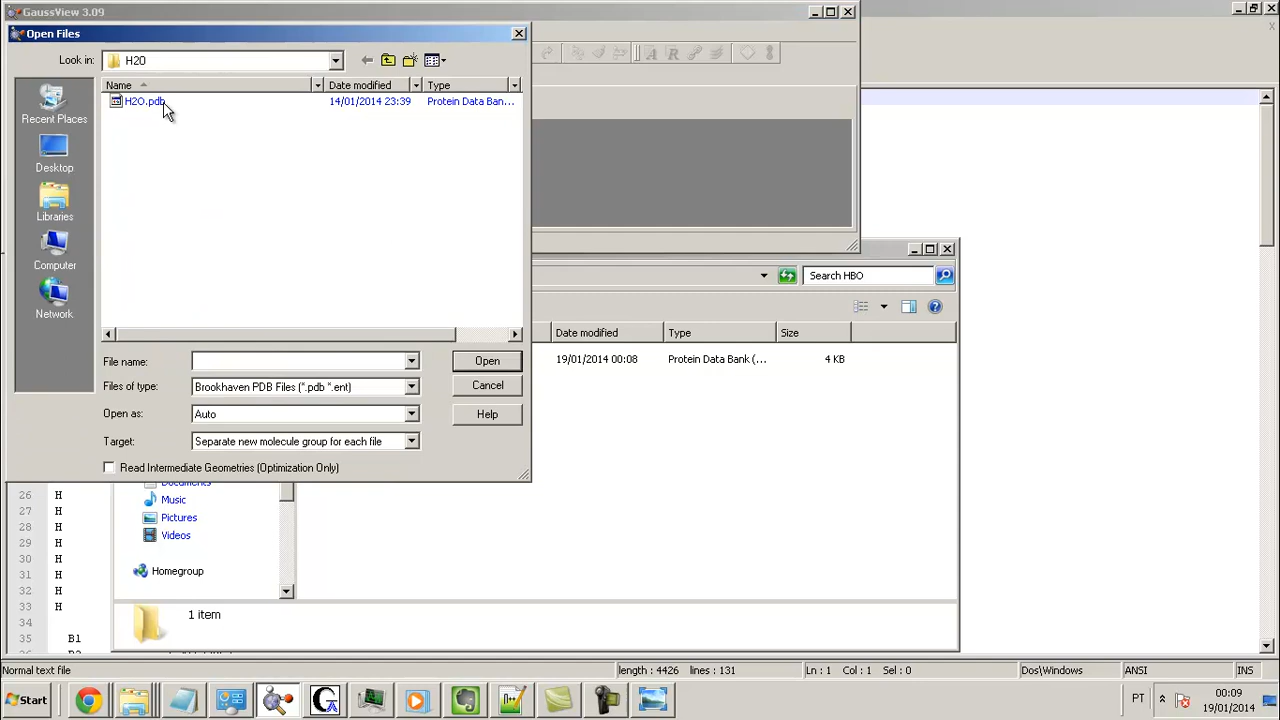 GaussView 3.09
Open Files
Look in: H2O
Name Date modified Type
H2O.pdb 14/01/2014 23:39 Protein Data Ban...
Recent Places
Desktop
Libraries
Computer
Network
File name: Open
Files of type: Brookhaven PDB Files (*.pdb *.ent) Cancel
Open as: Auto Help
Target: Separate new molecule group for each file
Read Intermediate Geometries (Optimization Only)
Search HBO
Date modified Type Size
19/01/2014 00:08 Protein Data Bank (... 4 KB
Music
Pictures
Videos
Homegroup
1 item
26 H
27 H
28 H
29 H
30 H
31 H
32 H
33 H
34
35 B1
Normal text file length : 4426 lines : 131 Ln : 1 Col : 1 Sel : 0 Dos\Windows ANSI INS
Start PT 00:09
19/01/2014